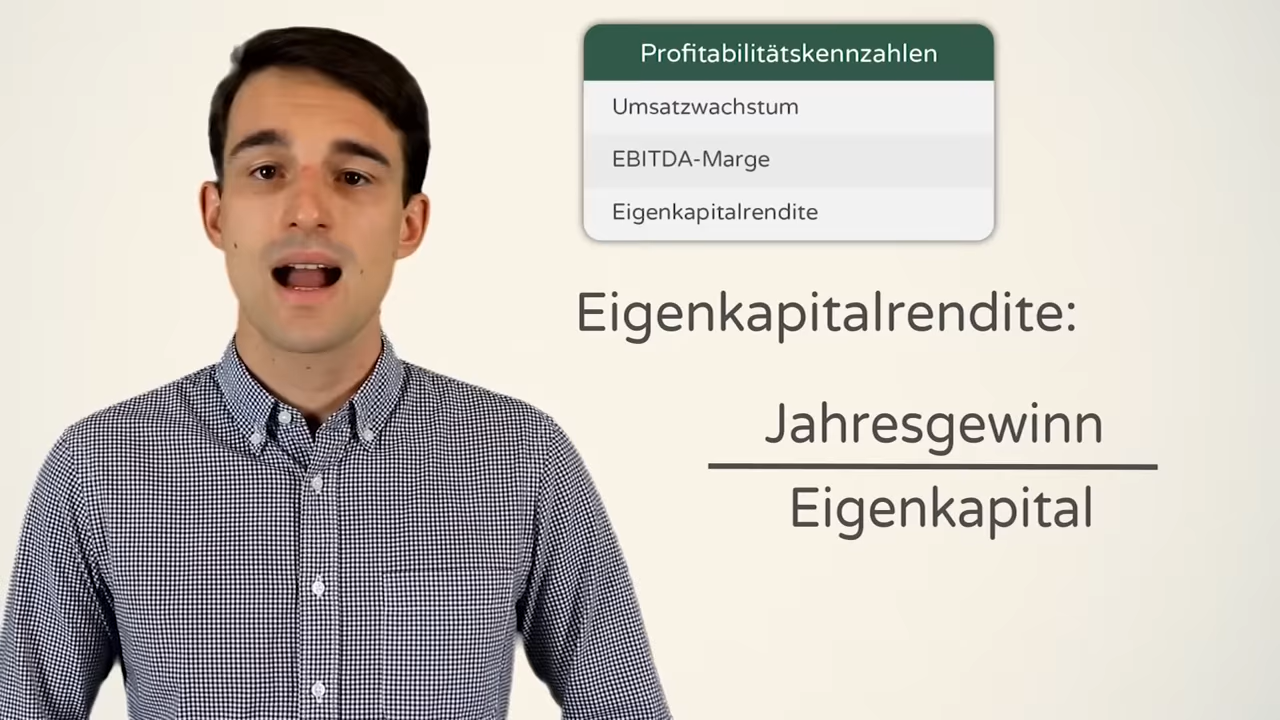 Profitabilitätskennzahlen
Umsatzwachstum
EBITDA-Marge
Eigenkapitalrendite
Eigenkapitalrendite:
Jahresgewinn
Eigenkapital